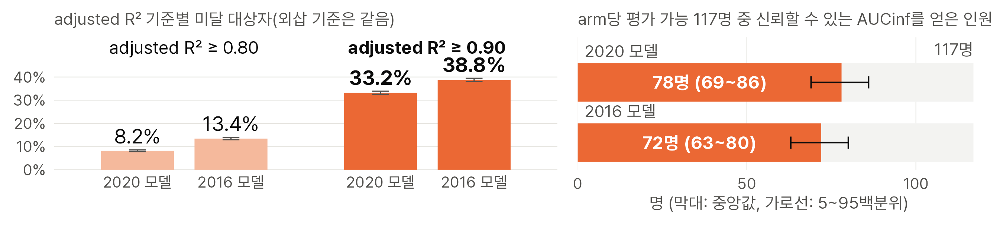 adjusted R² 기준별 미달 대상자(외삽 기준은 같음)
adjusted R² ≥ 0.80
adjusted R² ≥ 0.90
40%
30%
20%
10%
0%
8.2%
13.4%
33.2%
38.8%
2020 모델
2016 모델
2020 모델
2016 모델
arm당 평가 가능 117명 중 신뢰할 수 있는 AUCinf를 얻은 인원
2020 모델
117명
78명 (69~86)
2016 모델
72명 (63~80)
0
50
100
명 (막대: 중앙값, 가로선: 5~95백분위)